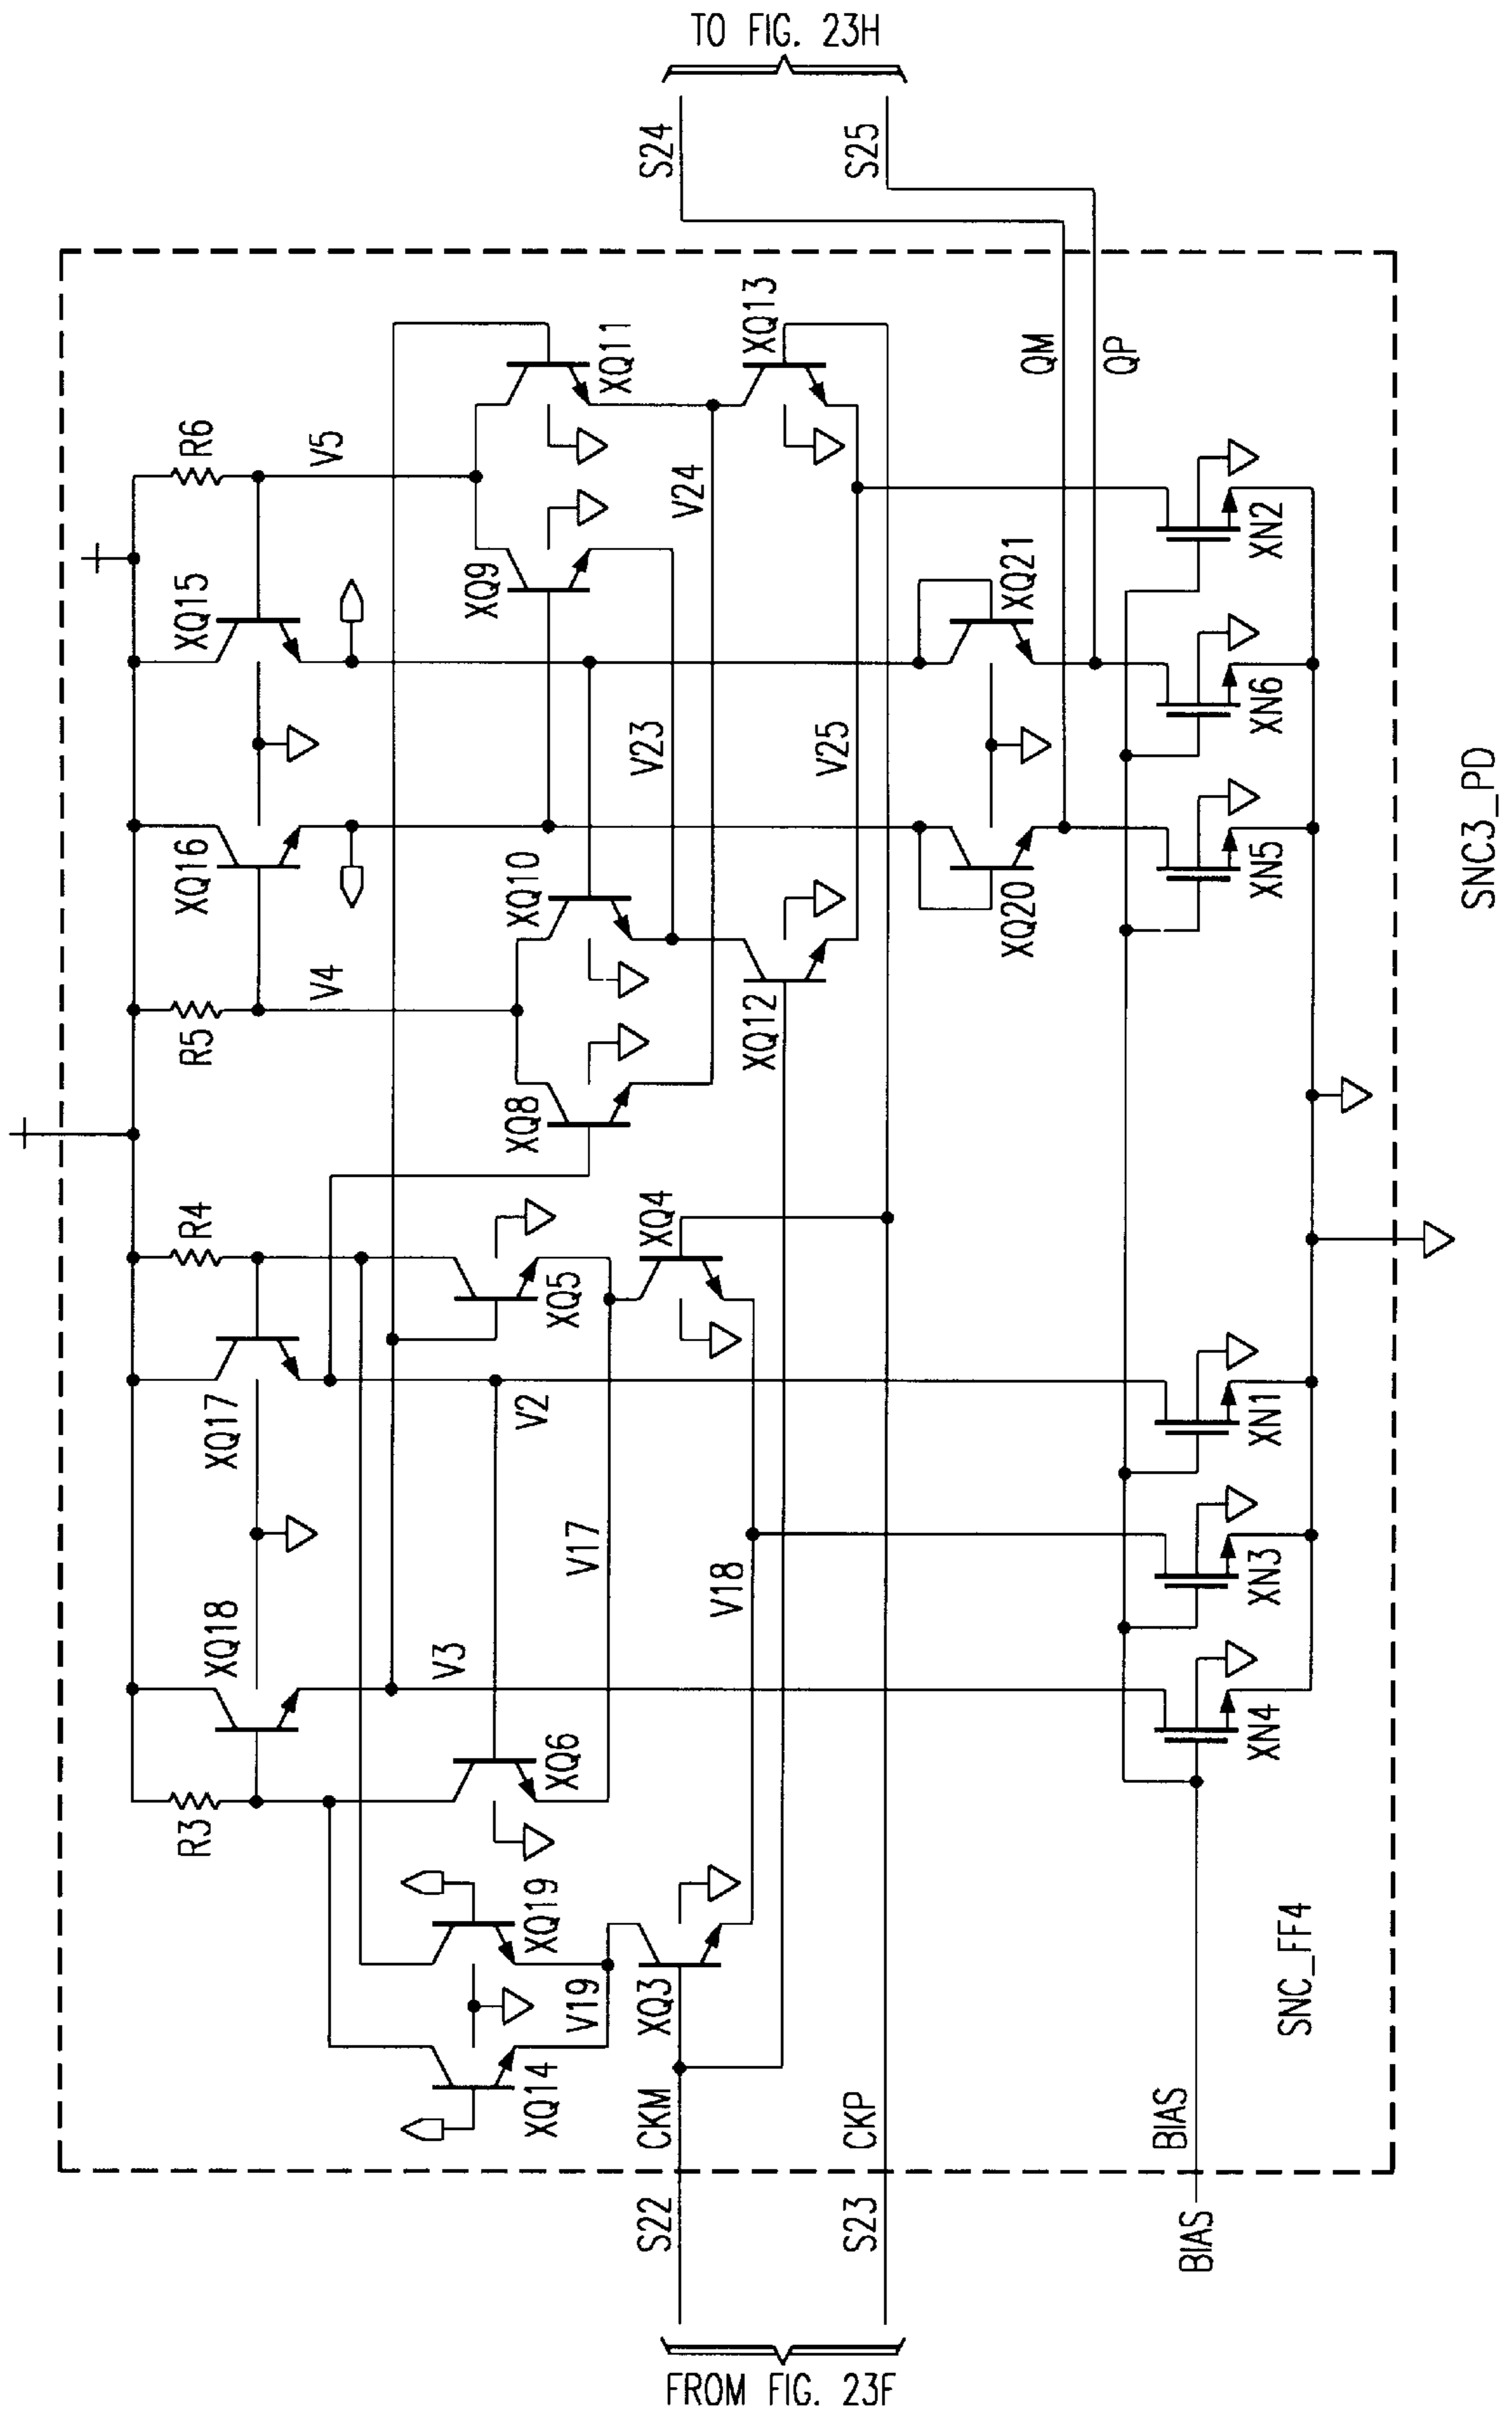 TO FIG. 23H
S24
S25
R6
V5
XQ15
XQ11
XQ13
XQ9
V24
QM
QP
XN2
XQ21
XN6
V23
V25
XQ16
XQ10
XQ20
XN5
V4
R5
XQ12
XQ8
R4
XQ4
XQ5
XQ17
V2
XN1
V17
V18
XN3
XQ18
V3
XQ6
XN4
R3
XQ19
V19
XQ3
XQ14
SNC_FF4
CKM
CKP
BIAS
S22
S23
BIAS
FROM FIG. 23F
SNC3_PD